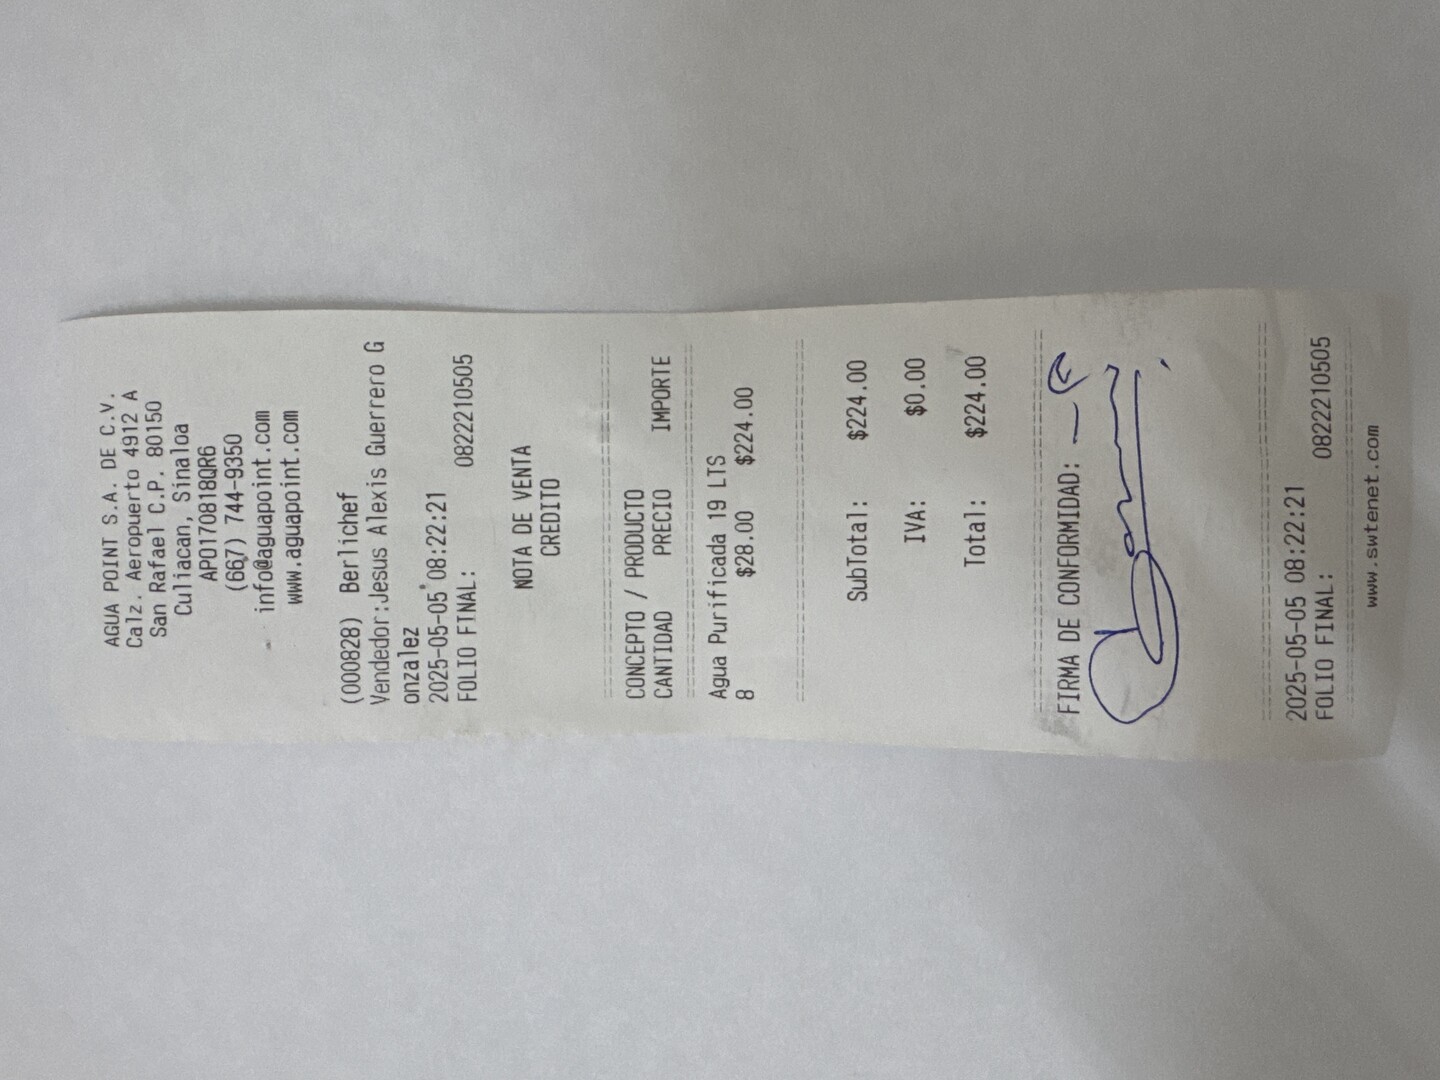 AGUA POINT S.A. DE C.V.
Calz. Aeropuerto 4912 A
San Rafael C.P. 80150
Culiacan, Sinaloa
APO170818QR6
(667) 744-9350
info@aguapoint.com
www.aguapoint.com
(000828) Berlichef
Vendedor:Jesus Alexis Guerrero G
onzalez
2025-05-05 08:22:21
FOLIO FINAL: 0822210505
NOTA DE VENTA
CREDITO
CONCEPTO / PRODUCTO
CANTIDAD PRECIO IMPORTE
Agua Purificada 19 LTS
8 $28.00 $224.00
SubTotal: $224.00
IVA: $0.00
Total: $224.00
FIRMA DE CONFORMIDAD:
2025-05-05 08:22:21
FOLIO FINAL: 0822210505
www.swtenet.com